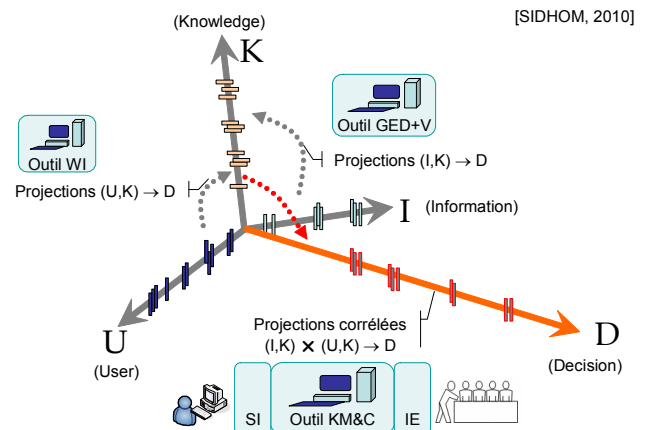 (Knowledge)
[SIDHOM, 2010]
K
Outil WI
Outil GED+V
Projections (I,K) → D
Projections (U,K) → D
I
(Information)
U
(User)
Projections corrélées
(I,K) × (U,K) → D
D
(Decision)
SI
Outil KM&C
IE